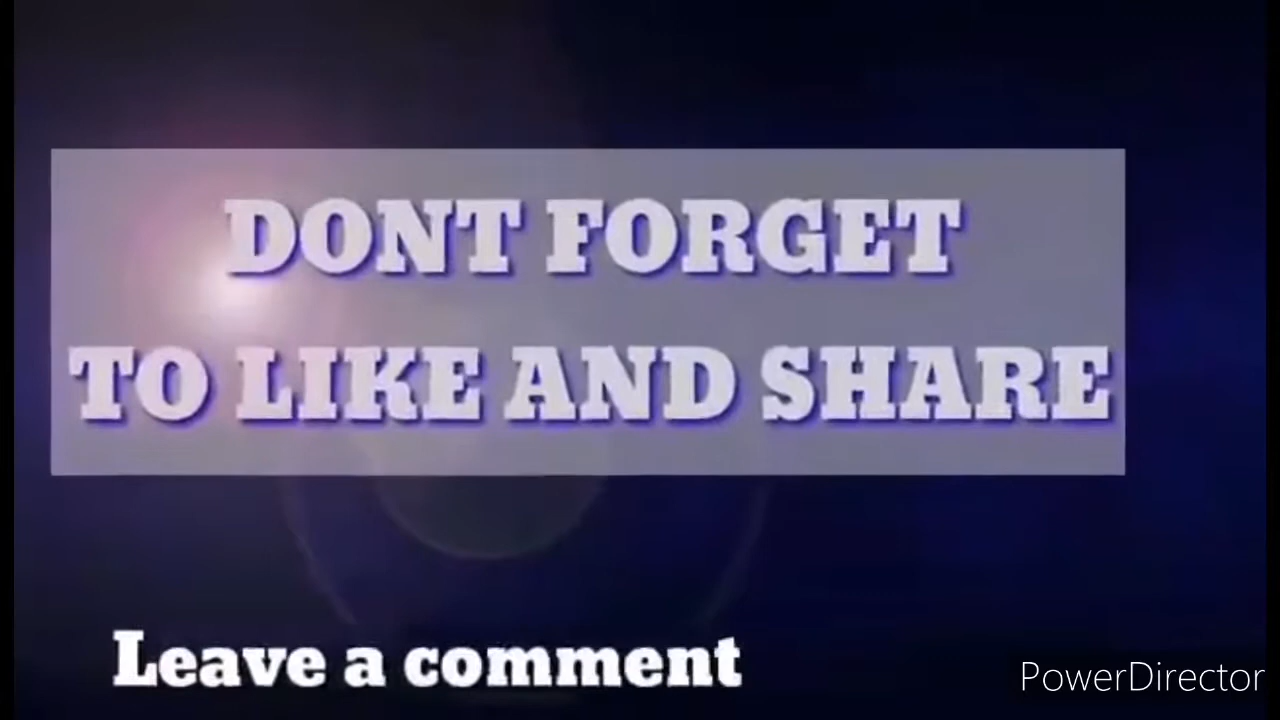 DONT FORGET
TO LIKE AND SHARE
Leave a comment
PowerDirector